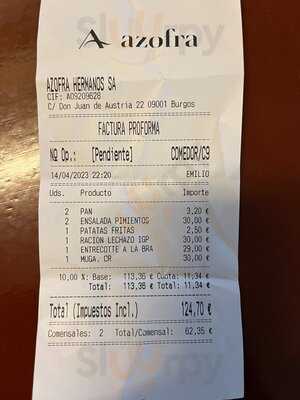 azofra
AZOFRA HERMANOS SA
CIF: A09209628
C/ Don Juan de Austria 22 09001 Burgos
FACTURA PROFORMA
NQ Op.: [Pendiente] COMEDOR/C9
14/04/2023 22:20 EMILIO
Uds. Producto Importe
2 PAN 3,20 €
2 ENSALADA PIMIENTOS 30,00 €
1 PATATAS FRITAS 2,50 €
1 RACION LECHAZO IGP 30,00 €
1 ENTRECOTTE A LA BRA 29,00 €
1 MUGA. CR 30,00 €
10,00 %: Base: 113,36 € Cuota: 11,34 €
Total: 113,36 € Total: 11,34 €
Total (Impuestos Incl.) 124,70 €
Comensales: 2 Total/Comensal: 62,35 €